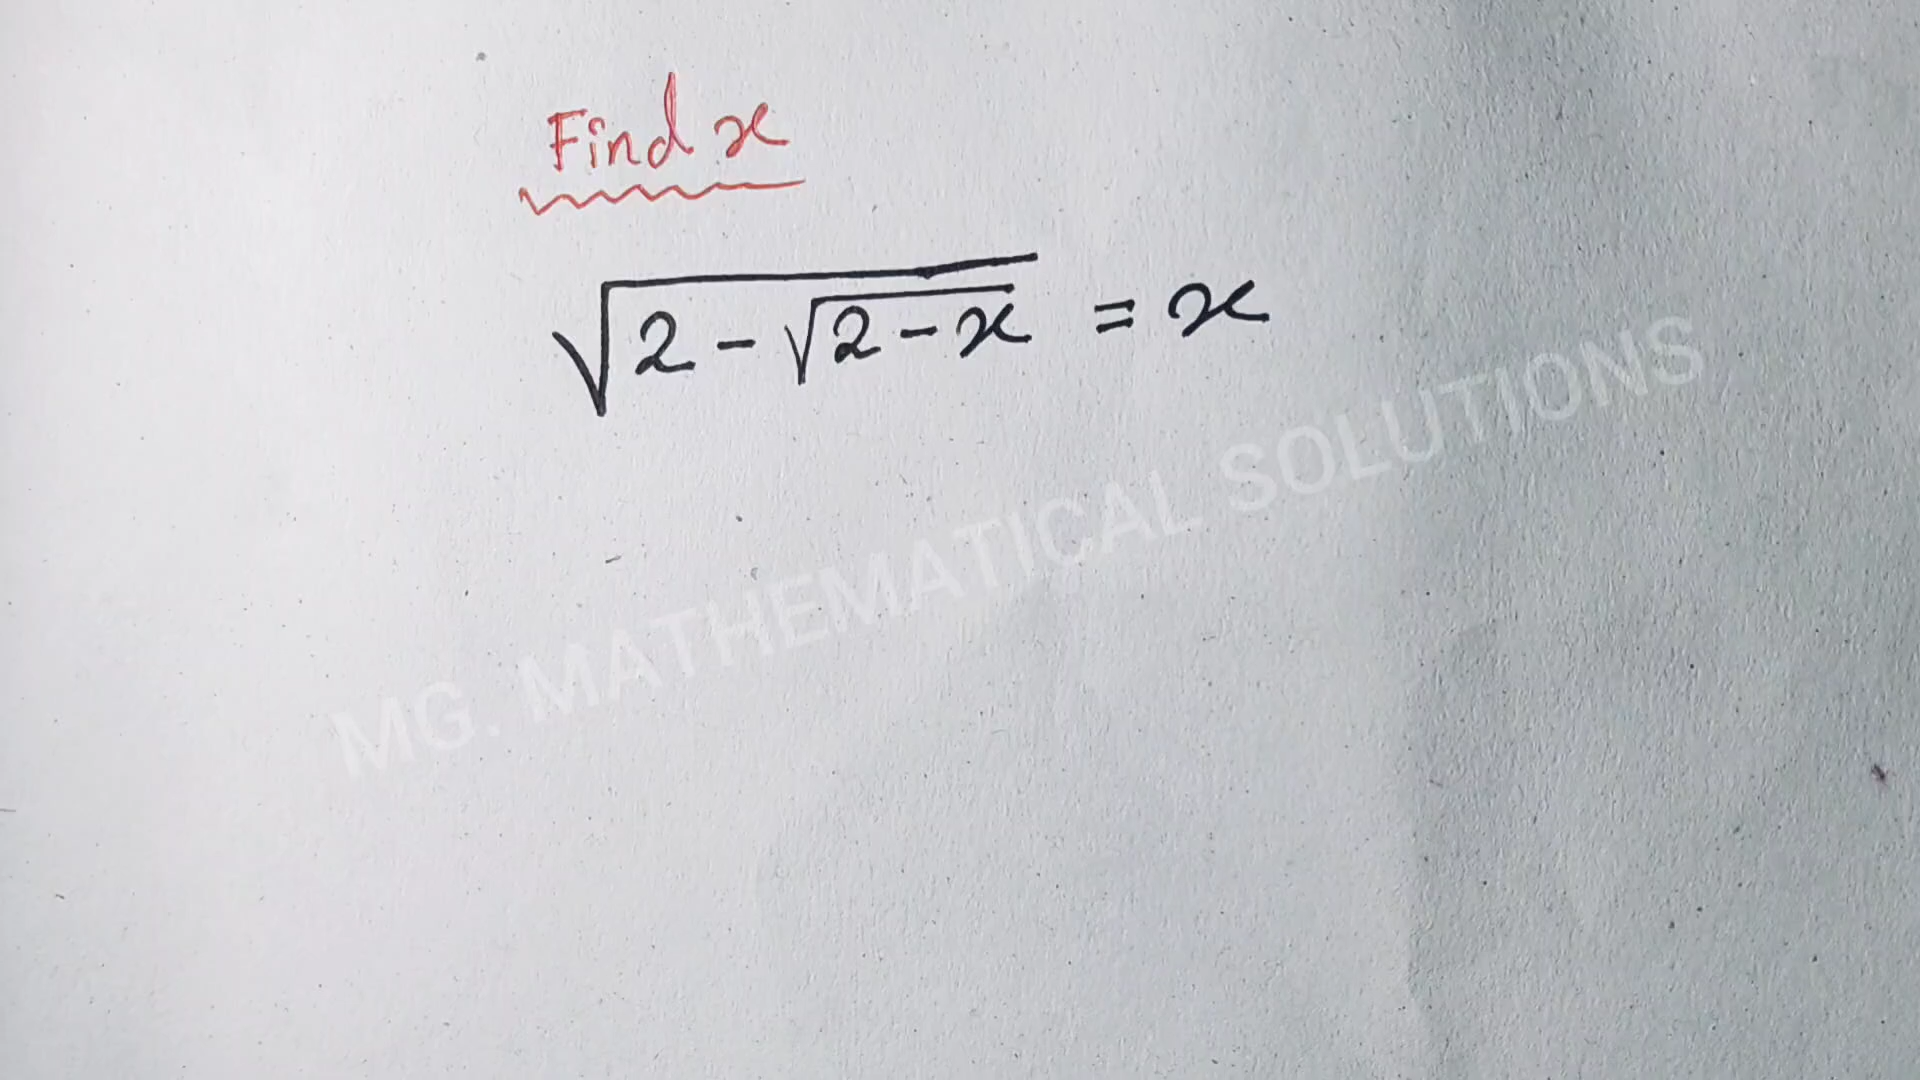 Find x
√(2-√(2-x)) = x
MG. MATHEMATICAL SOLUTIONS